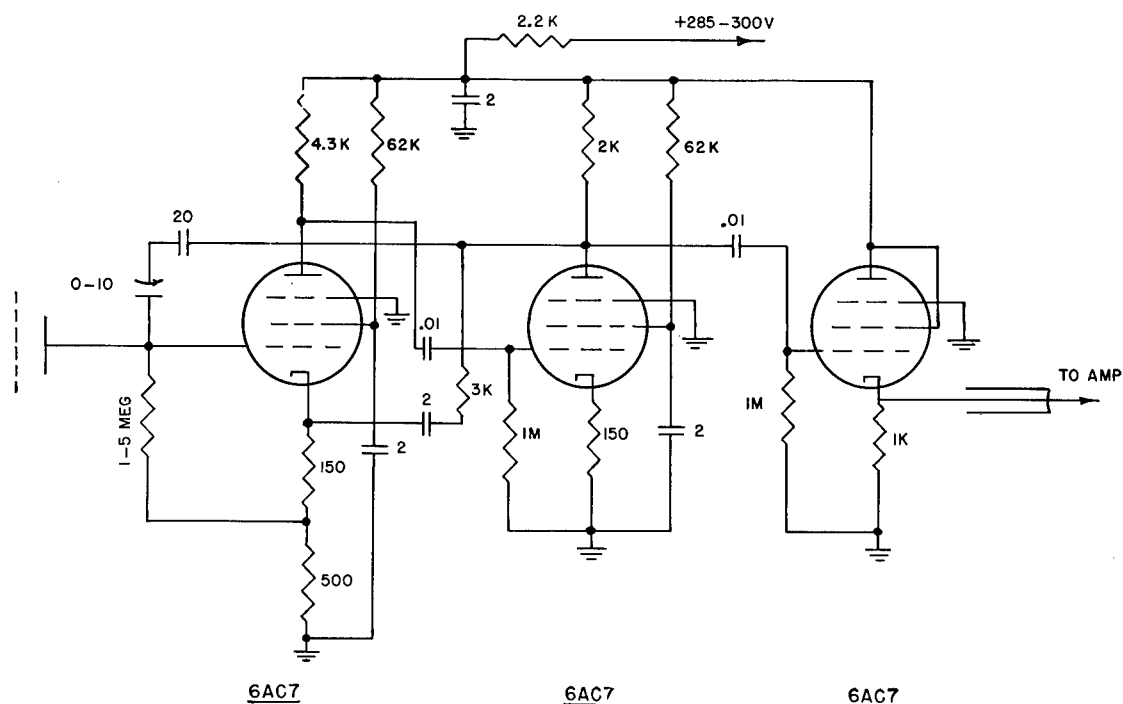 2.2 K
+285-300V
2
4.3K
62K
2K
62K
20
.01
0-10
.01
3K
2
1-5 MEG
150
2
1M
150
2
1M
TO AMP
1K
500
6AC7
6AC7
6AC7